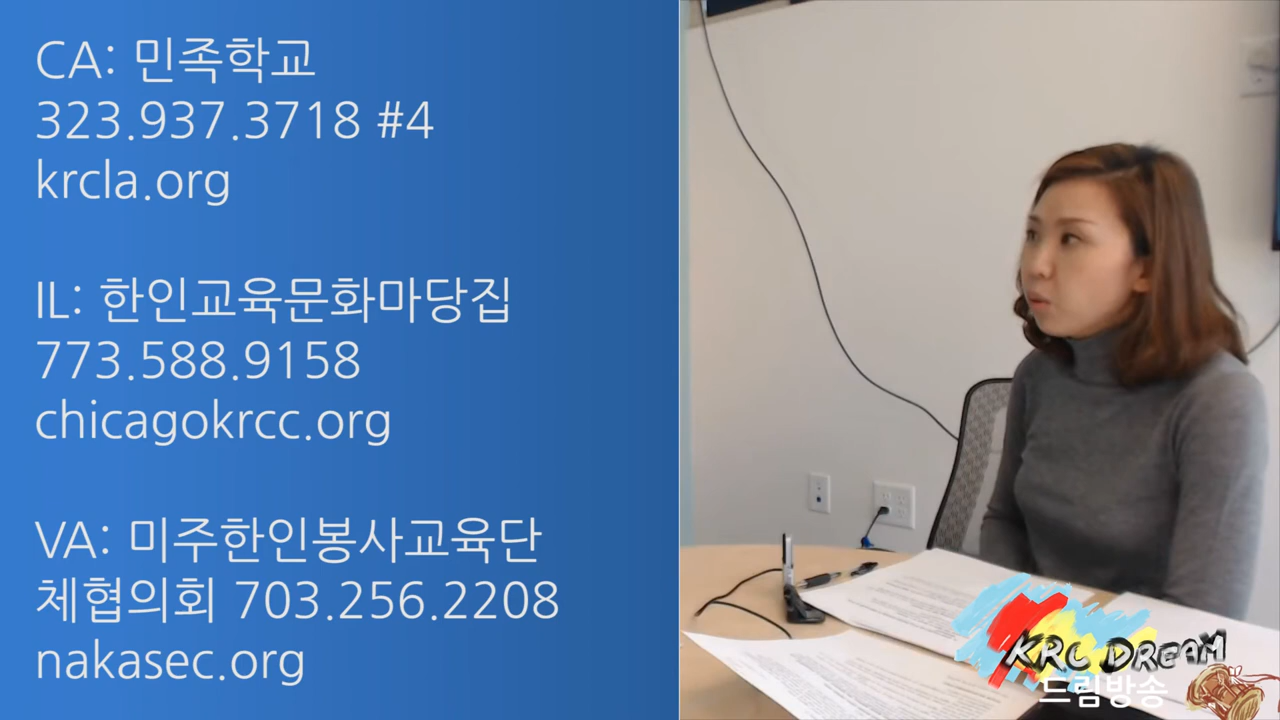 CA: 민족학교
323.937.3718 #4
krcla.org
IL: 한인교육문화마당집
773.588.9158
chicagokrcc.org
VA: 미주한인봉사교육단
체협의회 703.256.2208
nakasec.org
KRC DREAM
드림방송